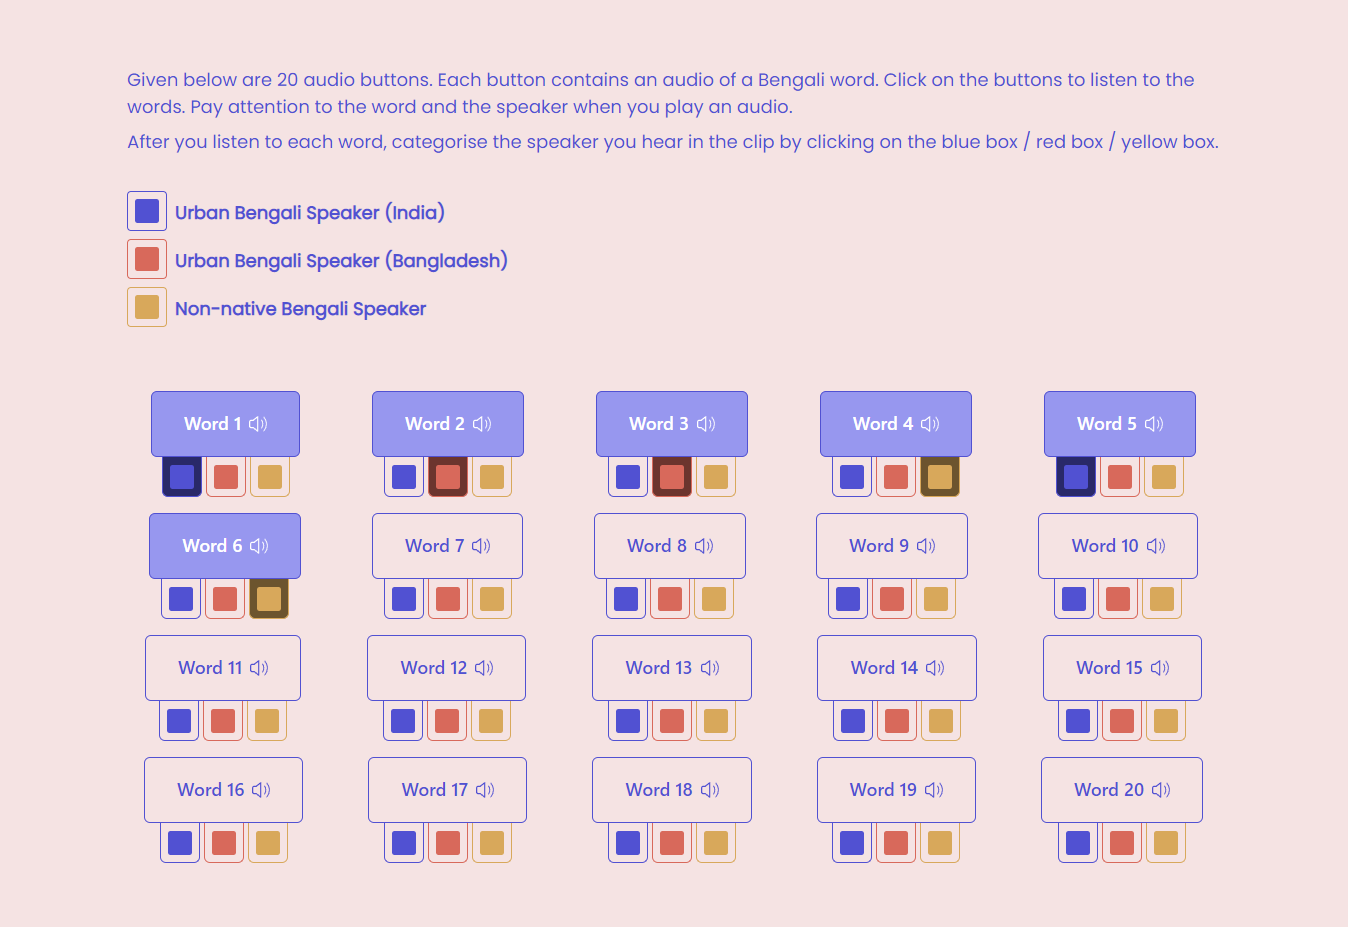 Given below are 20 audio buttons. Each button contains an audio of a Bengali word. Click on the buttons to listen to the
words. Pay attention to the word and the speaker when you play an audio.
After you listen to each word, categorise the speaker you hear in the clip by clicking on the blue box / red box / yellow box.
Urban Bengali Speaker (India)
Urban Bengali Speaker (Bangladesh)
Non-native Bengali Speaker
Word 1 Word 2 Word 3 Word 4 Word 5
Word 6 Word 7 Word 8 Word 9 Word 10
Word 11 Word 12 Word 13 Word 14 Word 15
Word 16 Word 17 Word 18 Word 19 Word 20